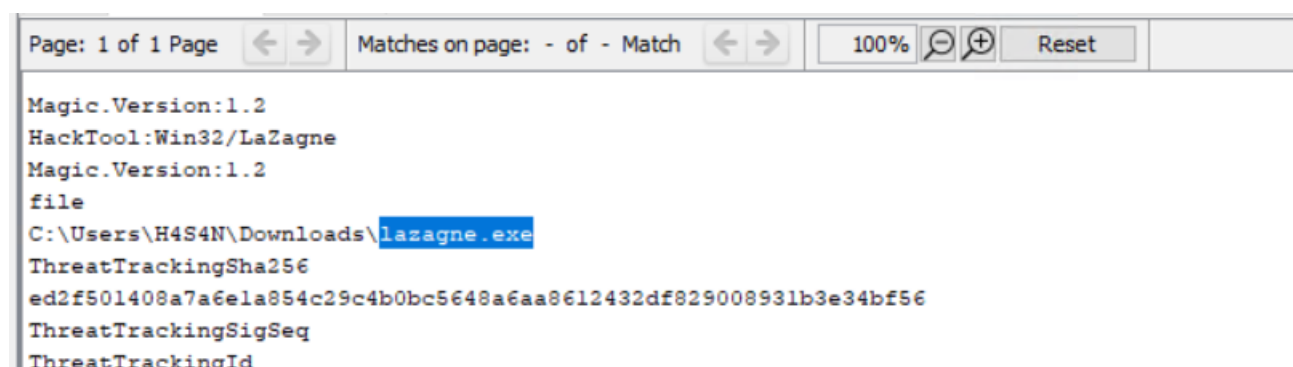 Page: 1 of 1 Page Matches on page: - of - Match 100% Reset
Magic.Version:1.2
HackTool:Win32/LaZagne
Magic.Version:1.2
file
C:\Users\H4S4N\Downloads\lazagne.exe
ThreatTrackingSha256
ed2f501408a7a6e1a854c29c4b0bc5648a6aa8612432df829008931b3e34bf56
ThreatTrackingSigSeq
ThreatTrackingId